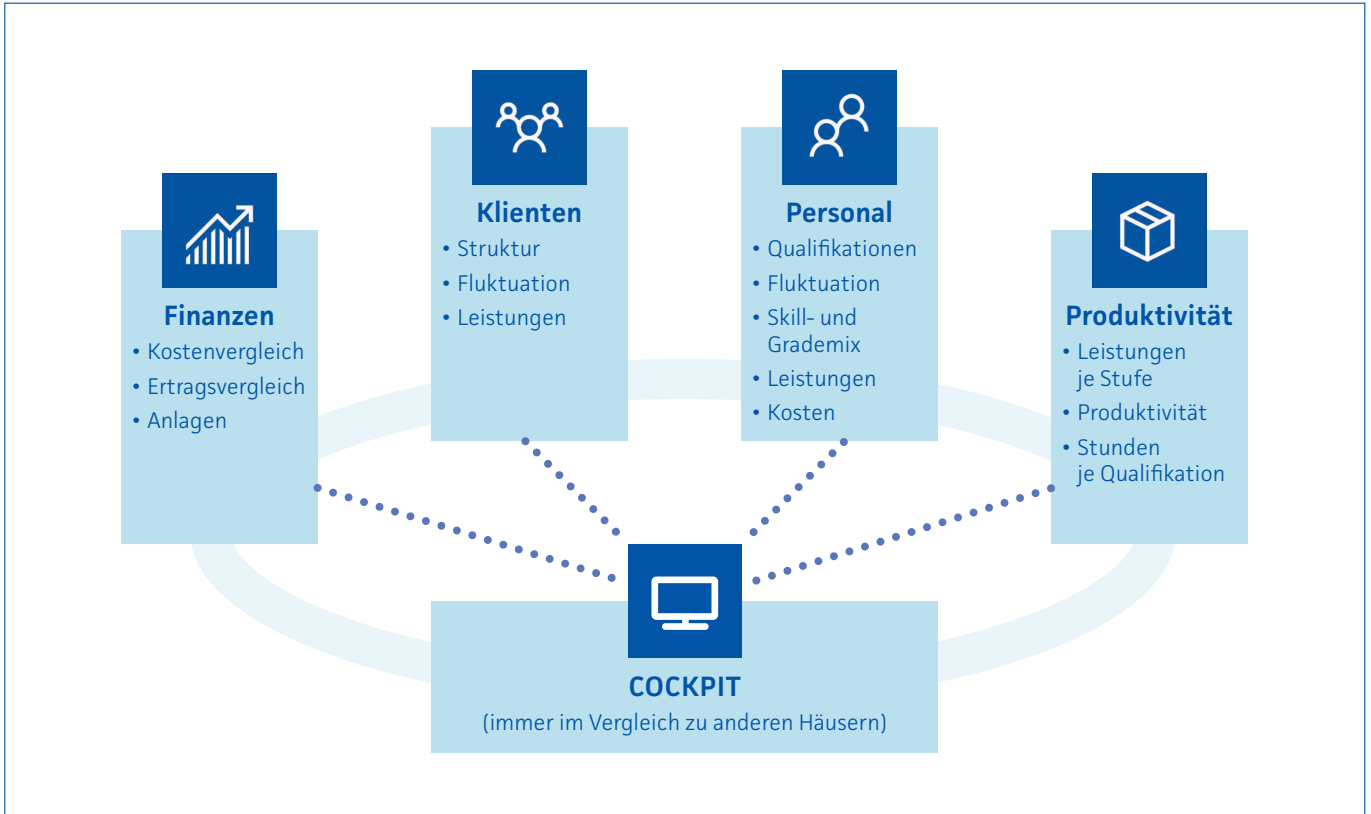 Finanzen
• Kostenvergleich
• Ertragsvergleich
• Anlagen
Klienten
• Struktur
• Fluktuation
• Leistungen
Personal
• Qualifikationen
• Fluktuation
• Skill- und
Grademix
• Leistungen
• Kosten
Produktivität
• Leistungen
je Stufe
• Produktivität
• Stunden
je Qualifikation
COCKPIT
(immer im Vergleich zu anderen Häusern)